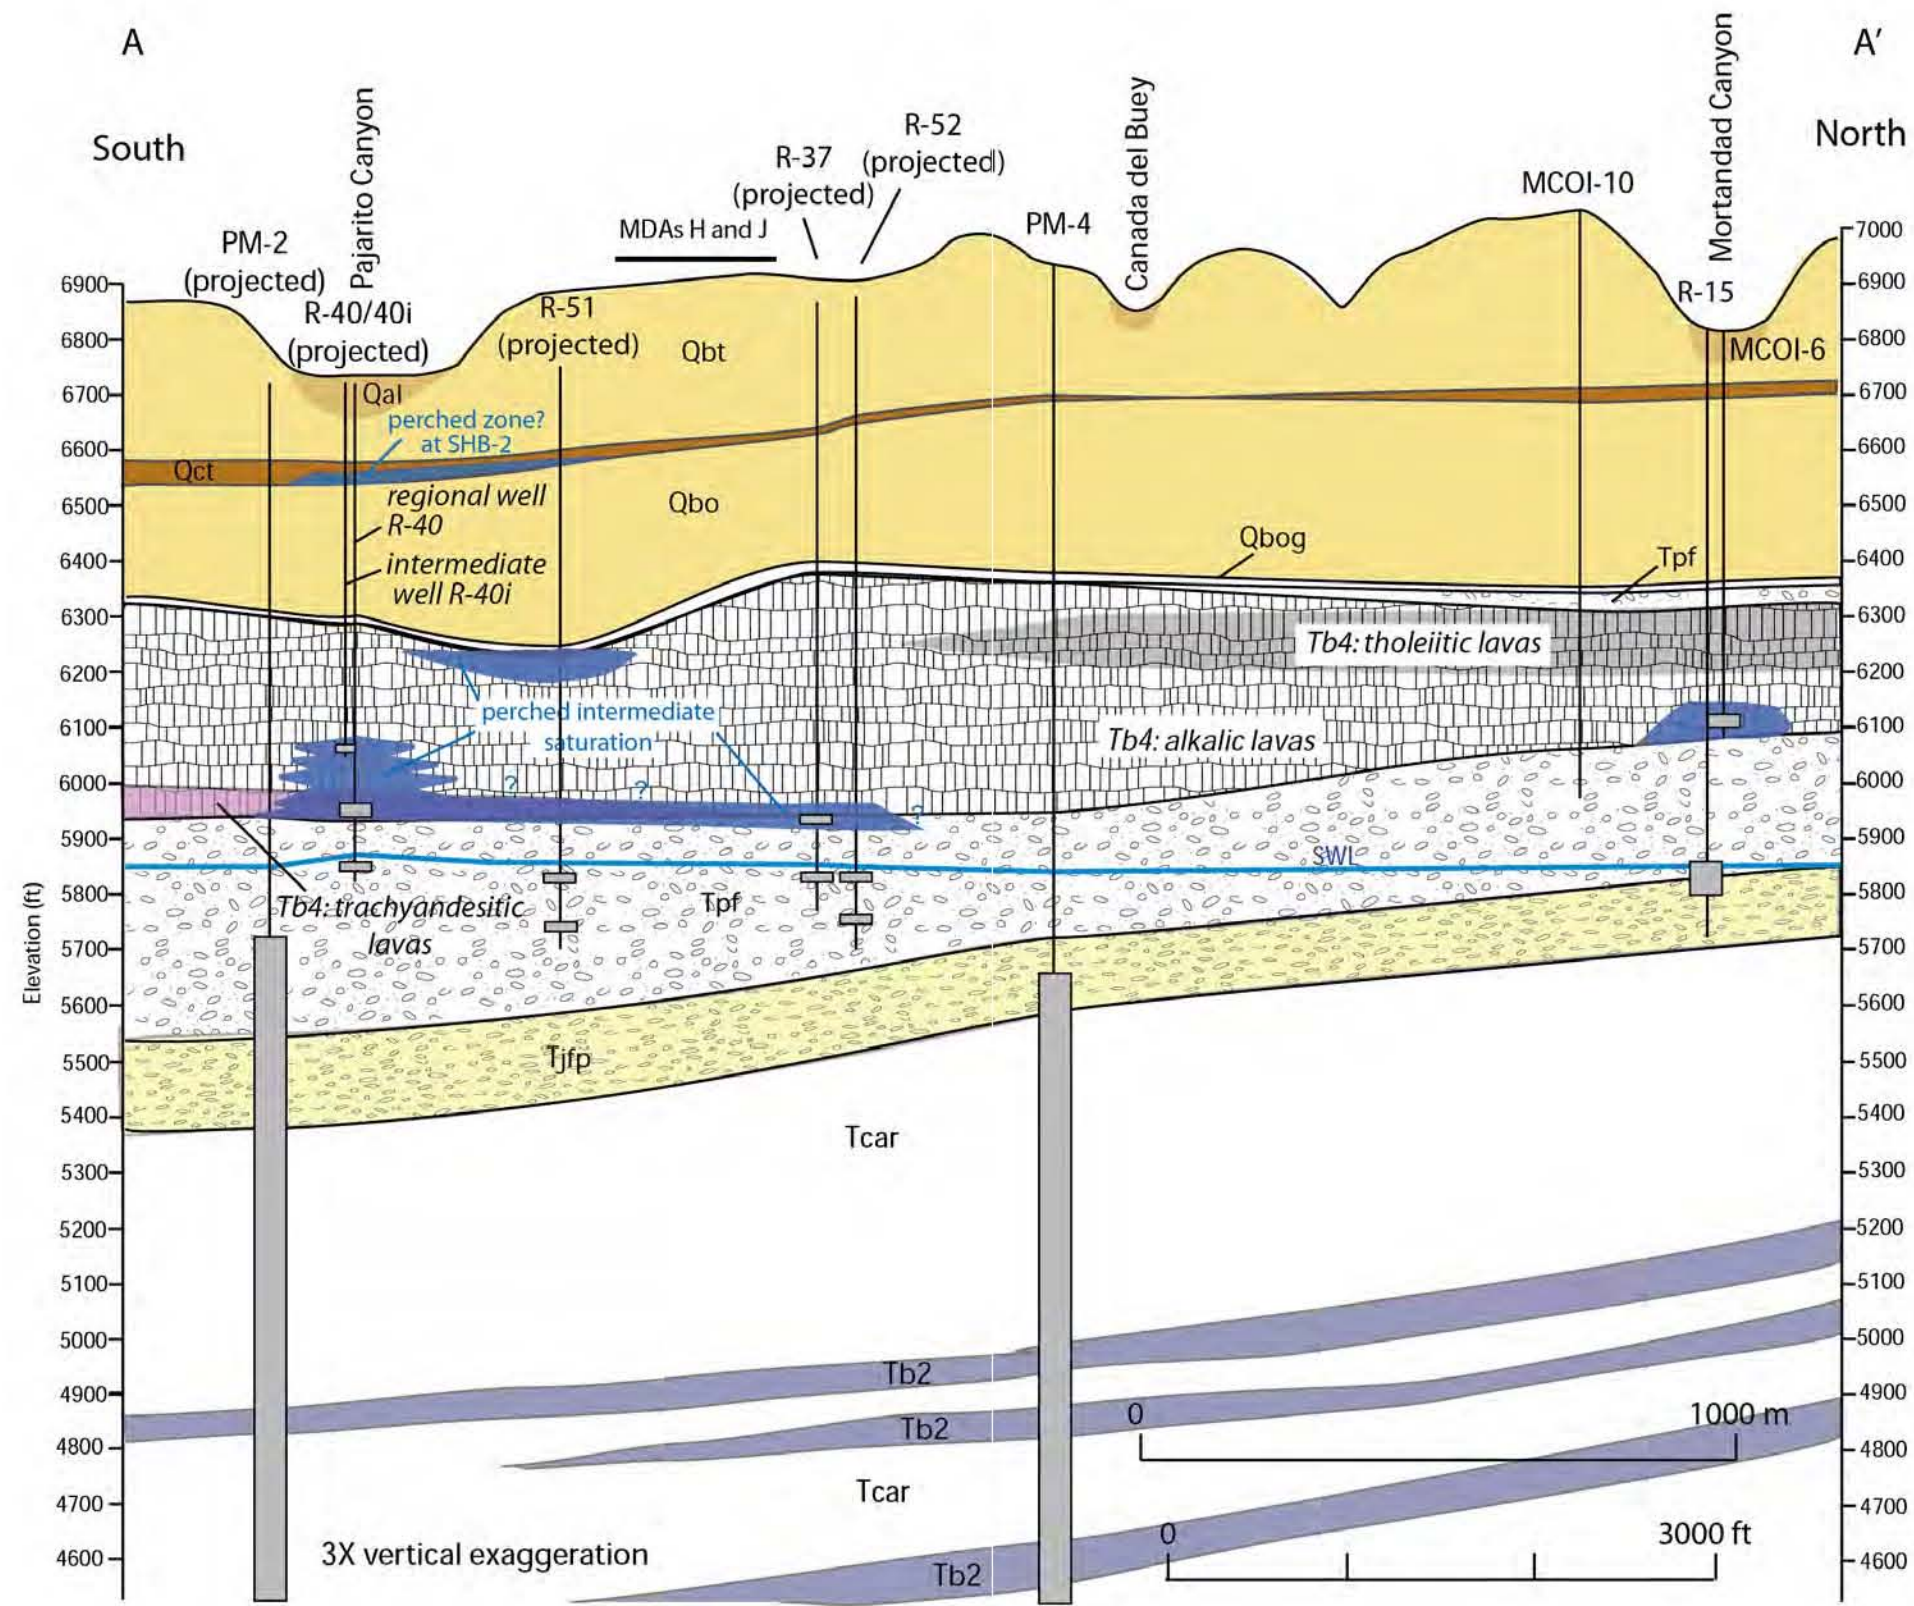 A
A'
South
North
Pajarito Canyon
Canada del Buey
Mortandad Canyon
R-52
(projected)
R-37
(projected)
MCOI-10
PM-2
(projected)
MDAs H and J
PM-4
R-40/40i
(projected)
R-51
(projected)
R-15
MCOI-6
Qbt
Qal
perched zone?
at SHB-2
Qct
regional well
R-40
Qbo
intermediate
well R-40i
Qbog
Tpf
Tb4: tholeiitic lavas
perched intermediate
saturation
Tb4: alkalic lavas
?
?
?
SWL
Tb4: trachyandesitic
lavas
Tpf
Tjfp
Tcar
Tb2
Tb2
Tcar
Tb2
3X vertical exaggeration
0
1000 m
0
3000 ft
Elevation (ft)
6900
6800
6700
6600
6500
6400
6300
6200
6100
6000
5900
5800
5700
5600
5500
5400
5300
5200
5100
5000
4900
4800
4700
4600
7000
6900
6800
6700
6600
6500
6400
6300
6200
6100
6000
5900
5800
5700
5600
5500
5400
5300
5200
5100
5000
4900
4800
4700
4600